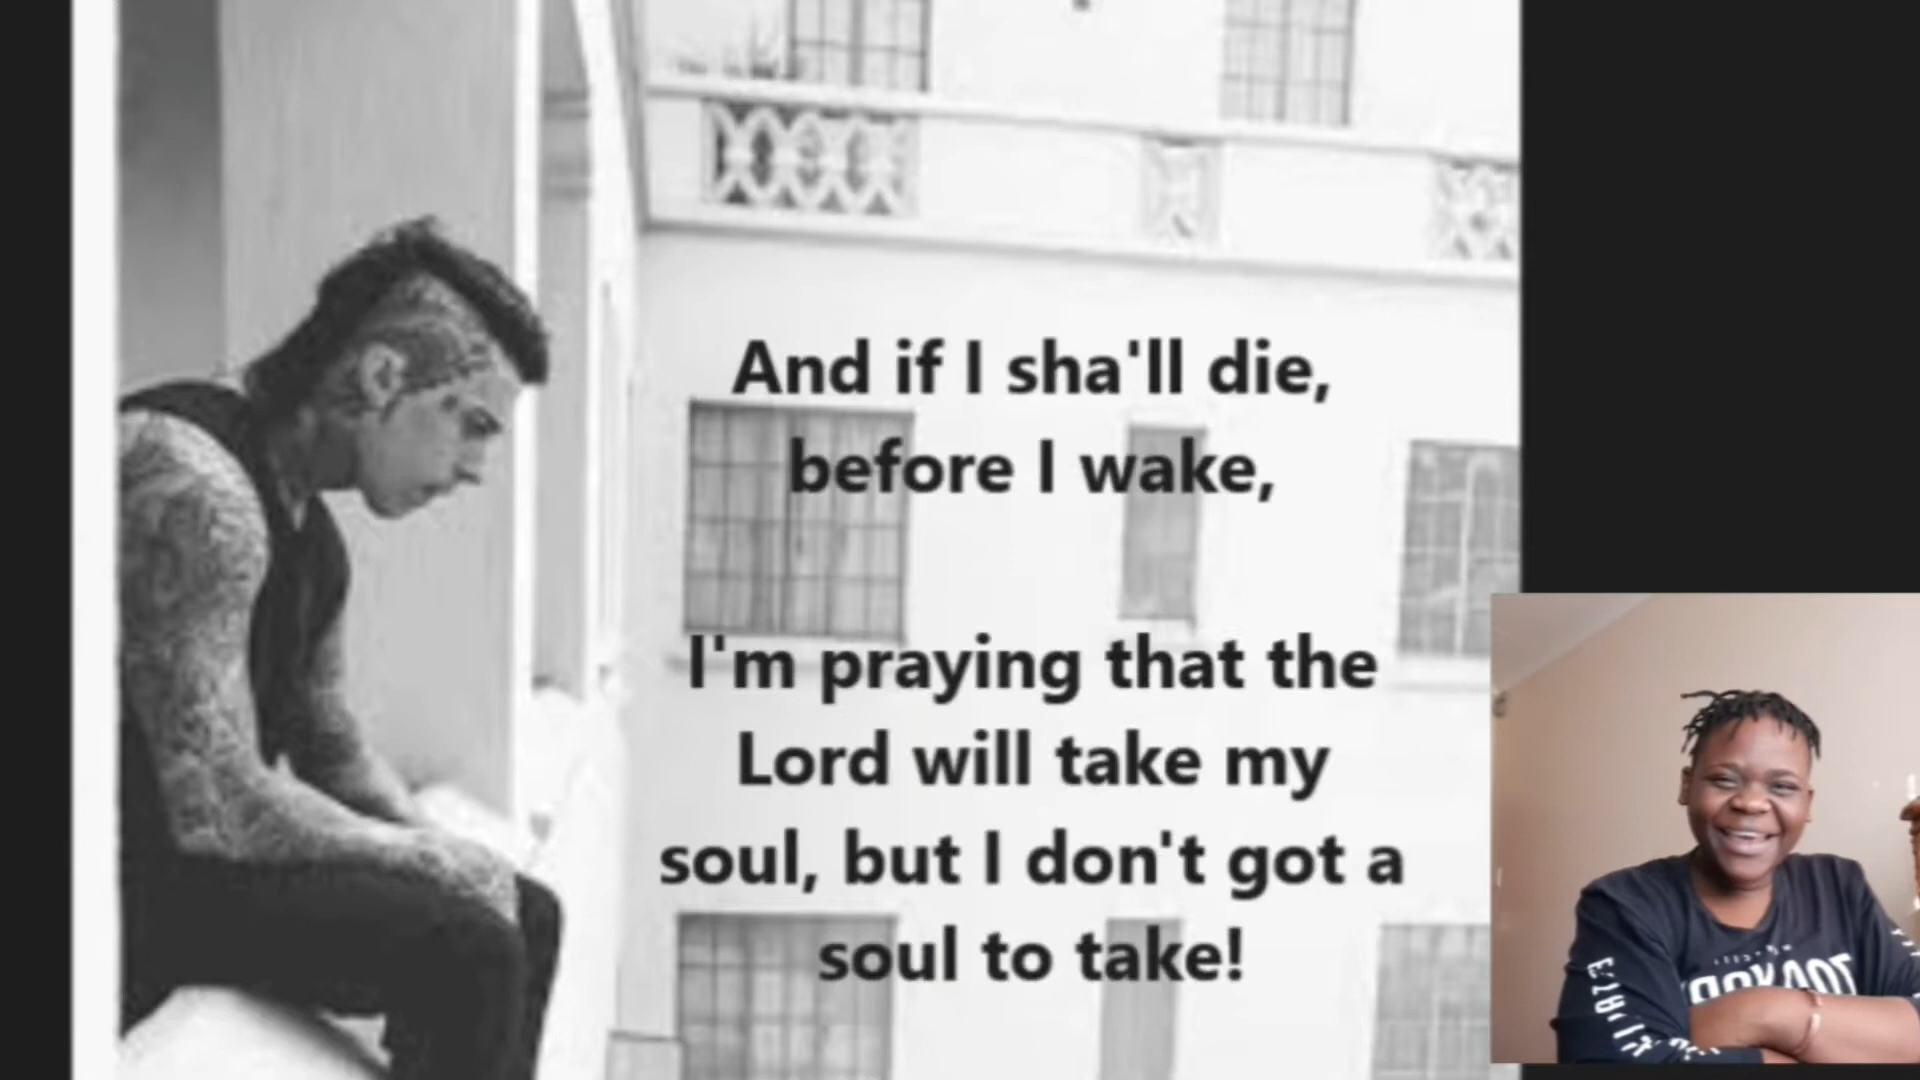 And if I sha'll die,
before I wake,
I'm praying that the
Lord will take my
soul, but I don't got a
soul to take!